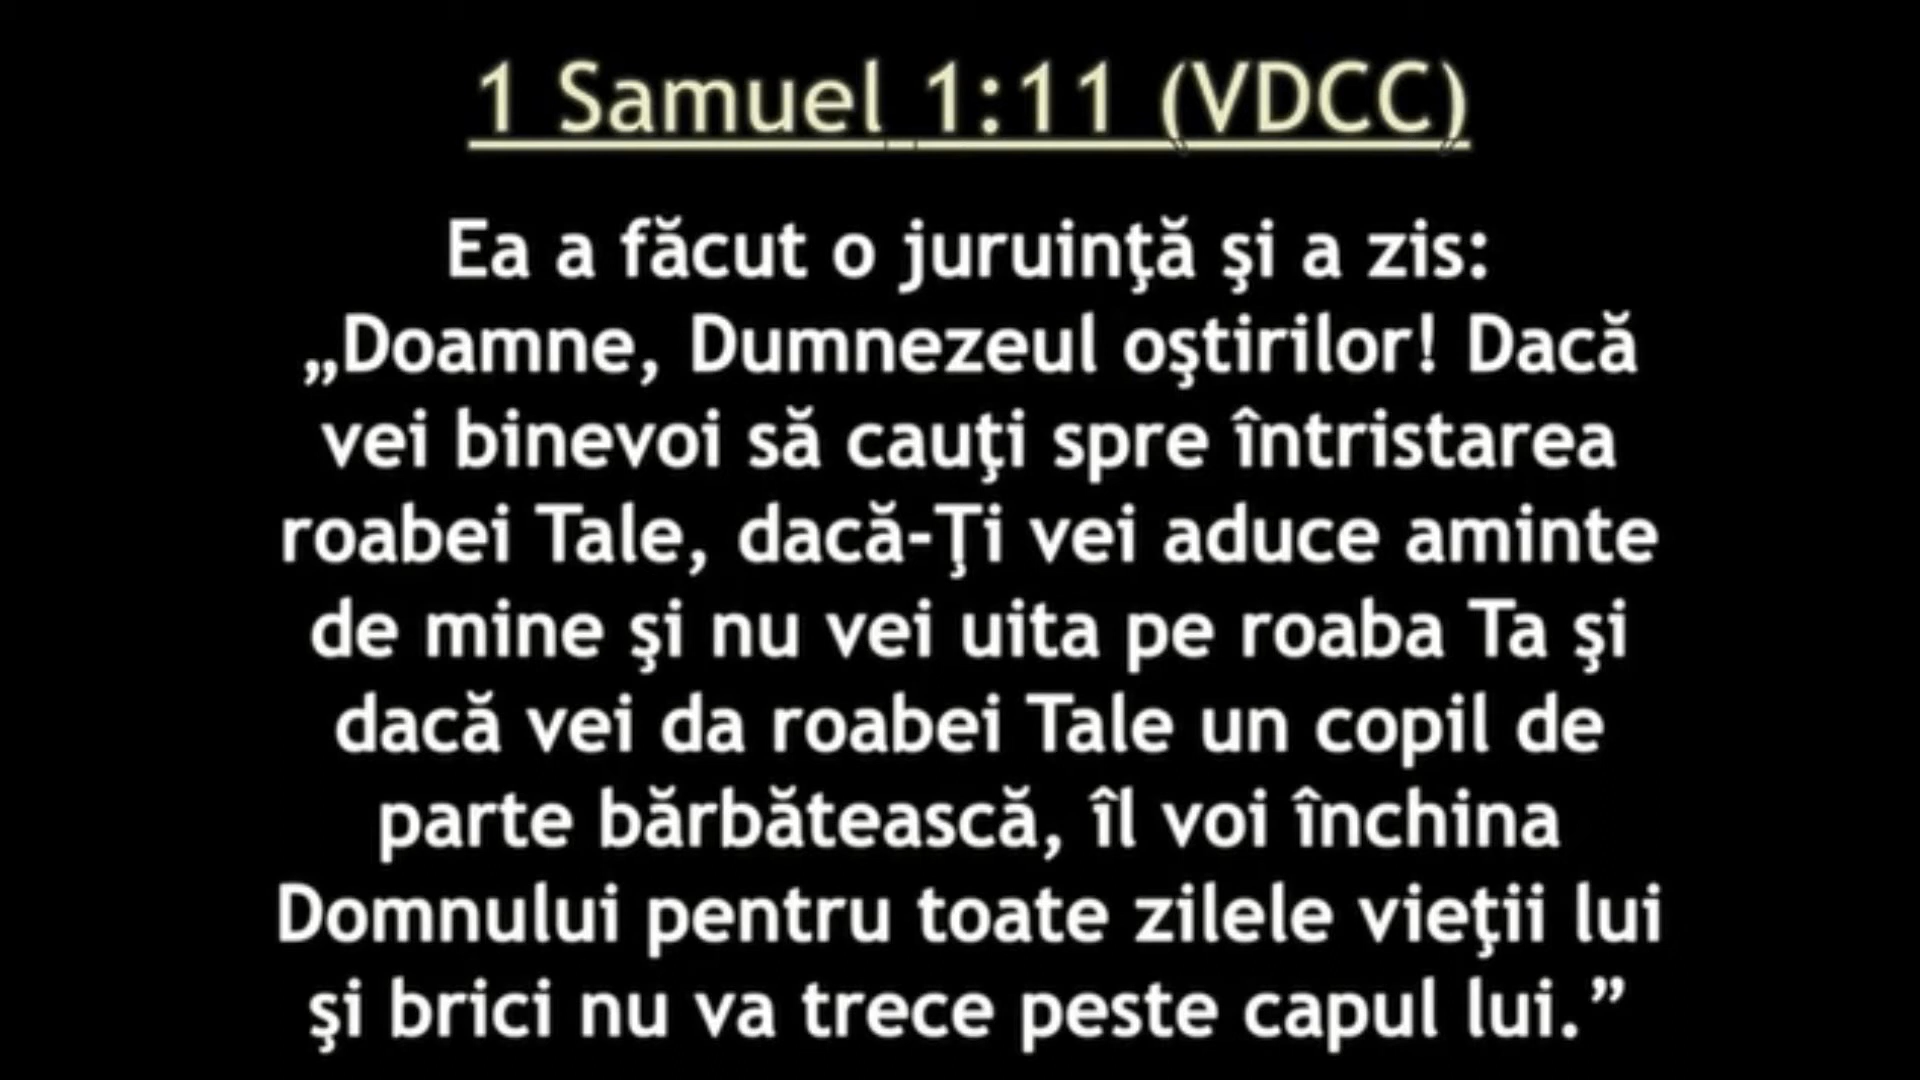 1 Samuel 1:11 (VDCC)
Ea a făcut o juruinţă şi a zis:
„Doamne, Dumnezeul oştirilor! Dacă
vei binevoi să cauţi spre întristarea
roabei Tale, dacă-Ţi vei aduce aminte
de mine şi nu vei uita pe roaba Ta şi
dacă vei da roabei Tale un copil de
parte bărbătească, îl voi închina
Domnului pentru toate zilele vieţii lui
şi brici nu va trece peste capul lui.”